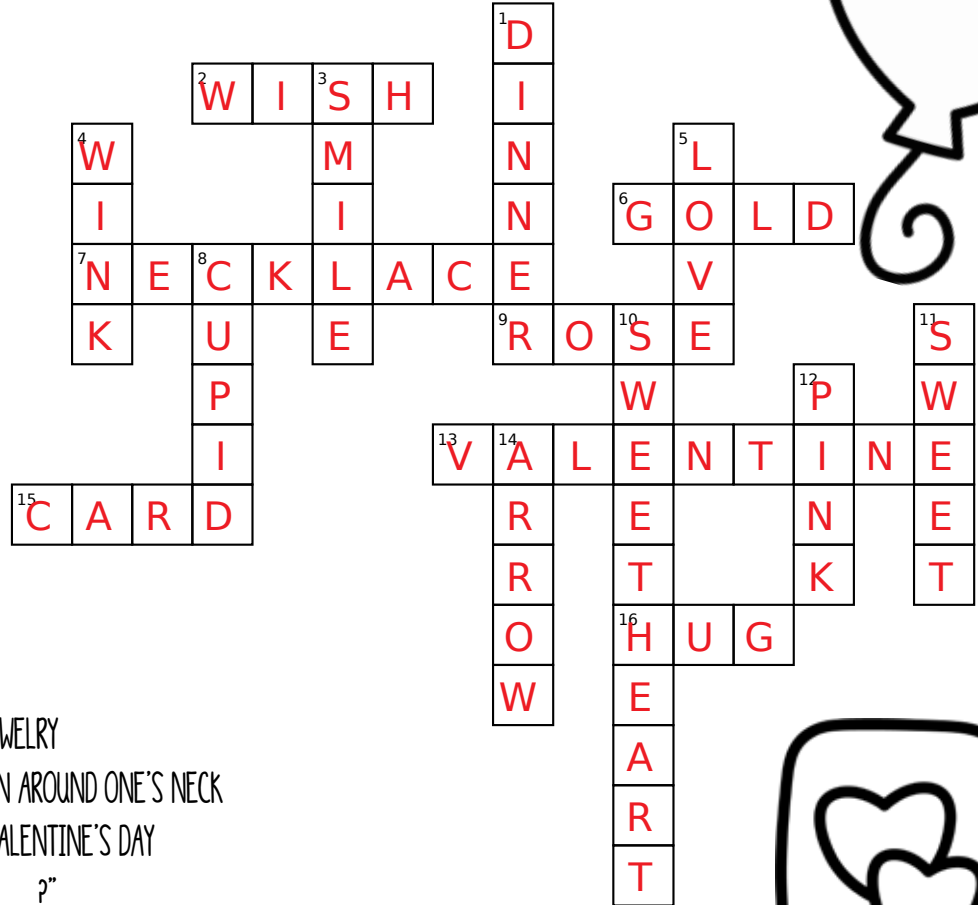 1 D
2 W I 3 S H I
4 W M N 5 L
I I N 6 G O L D
7 N E 8 C K L A C E V
K U E 9 R O 10 S E 11 S
P W 12 P W
I 13 V 14 A L E N T I N E
15 C A R D R E N E
R T K T
O 16 H U G
W E
A
R
T
WELRY
N AROUND ONE'S NECK
ALENTINE'S DAY
?"